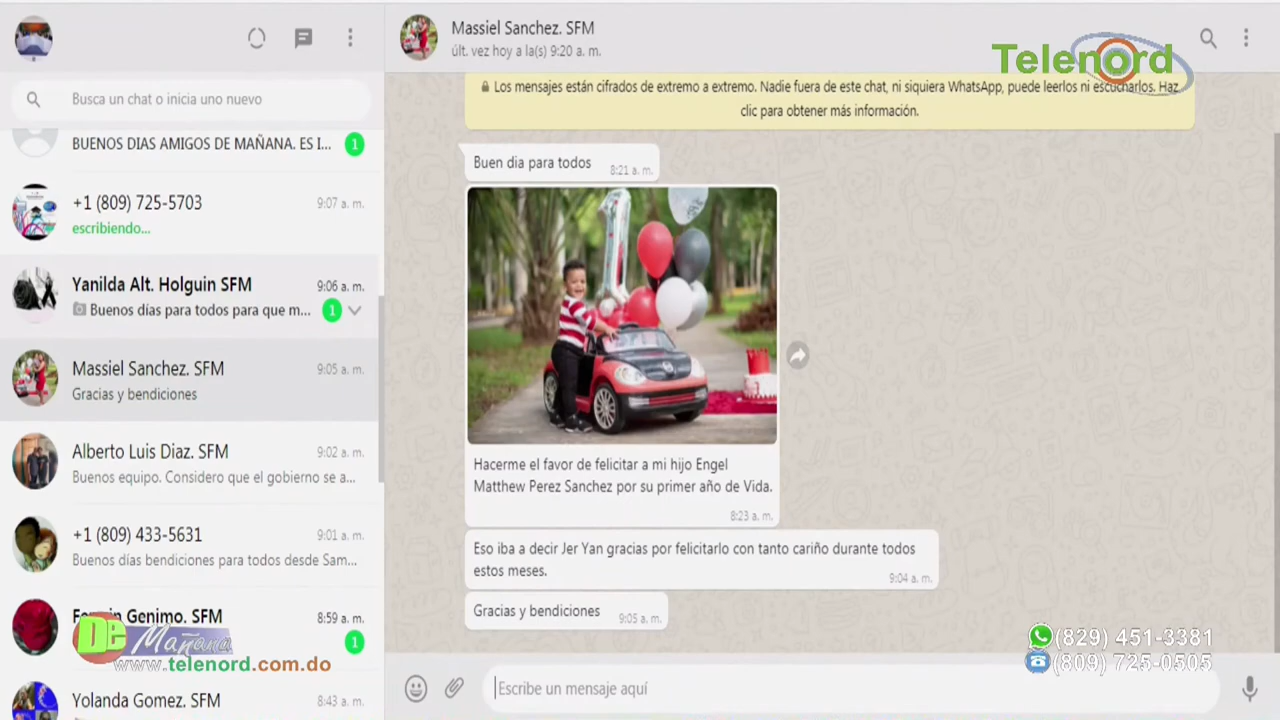 Busca un chat o inicia uno nuevo
BUENOS DIAS AMIGOS DE MAÑANA. ES I...
1
+1 (809) 725-5703
9:07 a. m.
escribiendo...
Yanilda Alt. Holguin SFM
9:06 a. m.
Buenos días para todos para que m...
1
Massiel Sanchez. SFM
9:05 a. m.
Gracias y bendiciones
Alberto Luis Diaz. SFM
9:02 a. m.
Buenos equipo. Considero que el gobierno se a...
+1 (809) 433-5631
9:01 a. m.
Buenos días bendiciones para todos desde Sam...
Genimo. SFM
8:59 a. m.
1
De Mañana
www.telenord.com.do
Yolanda Gomez. SFM
8:43 a. m.
Massiel Sanchez. SFM
últ. vez hoy a la(s) 9:20 a. m.
Telenord
Los mensajes están cifrados de extremo a extremo. Nadie fuera de este chat, ni siquiera WhatsApp, puede leerlos ni escucharlos. Haz
clic para obtener más información.
Buen dia para todos
8:21 a. m.
1
Hacerme el favor de felicitar a mi hijo Engel
Matthew Perez Sanchez por su primer año de Vida.
8:23 a. m.
Eso iba a decir Jer Yan gracias por felicitarlo con tanto cariño durante todos
estos meses.
9:04 a. m.
Gracias y bendiciones
9:05 a. m.
(829) 451-3381
(809) 725-0505
Escribe un mensaje aquí